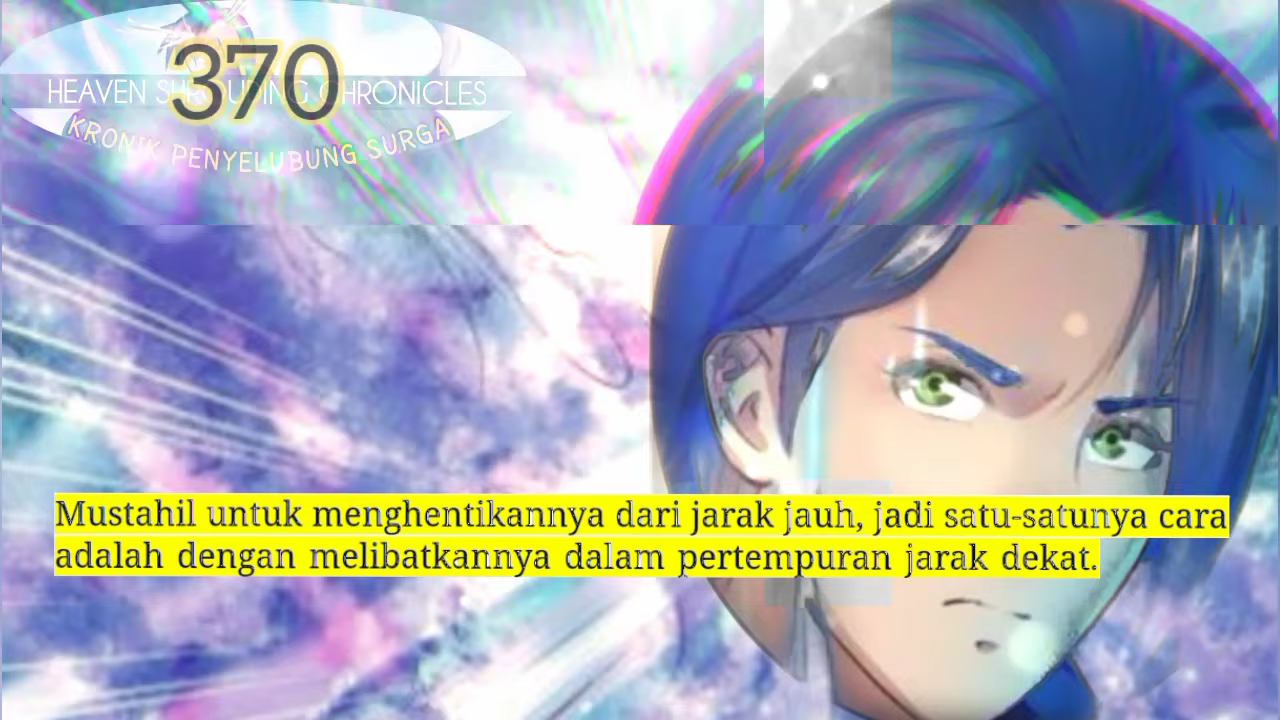 370
HEAVEN SHROUDING CHRONICLES
KRONIK PENYELUBUNG SURGA
Mustahil untuk menghentikannya dari jarak jauh, jadi satu-satunya cara
adalah dengan melibatkannya dalam pertempuran jarak dekat.